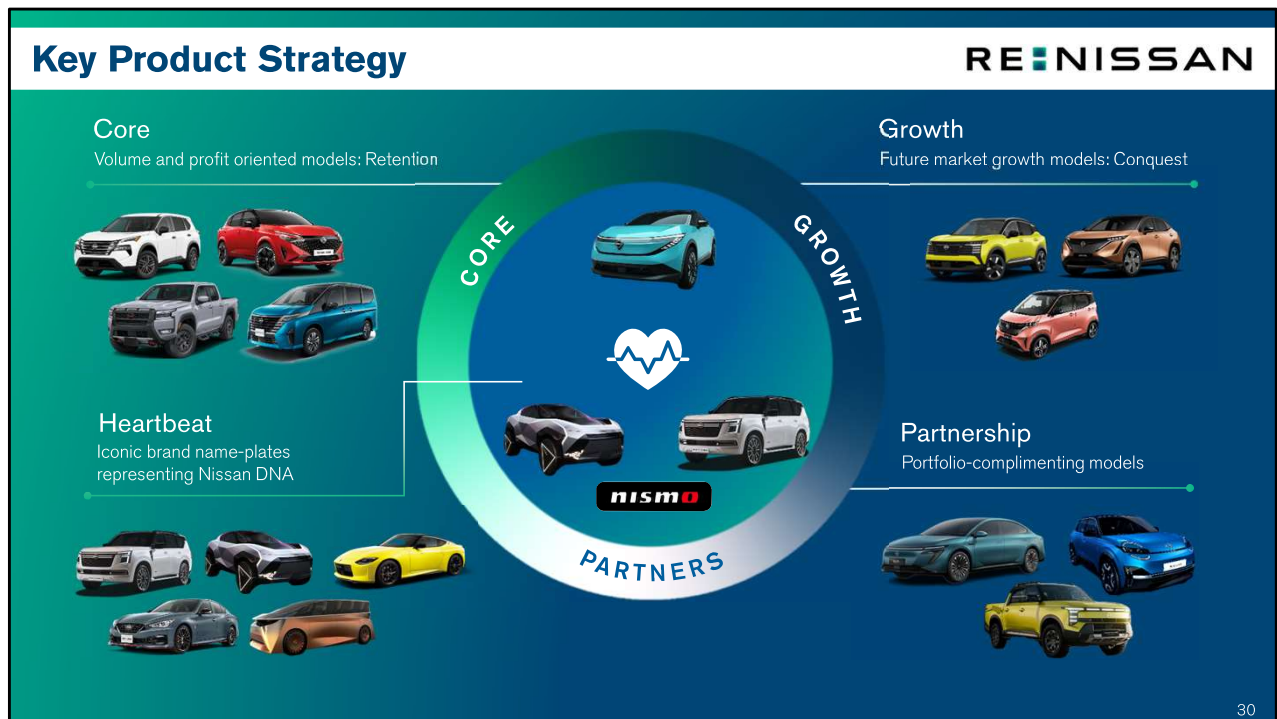 Key Product Strategy
RE:NISSAN
Core
Volume and profit oriented models: Retention
Growth
Future market growth models: Conquest
CORE
GROWTH
Heartbeat
Iconic brand name-plates
representing Nissan DNA
Partnership
Portfolio-complimenting models
nismo
PARTNERS
30